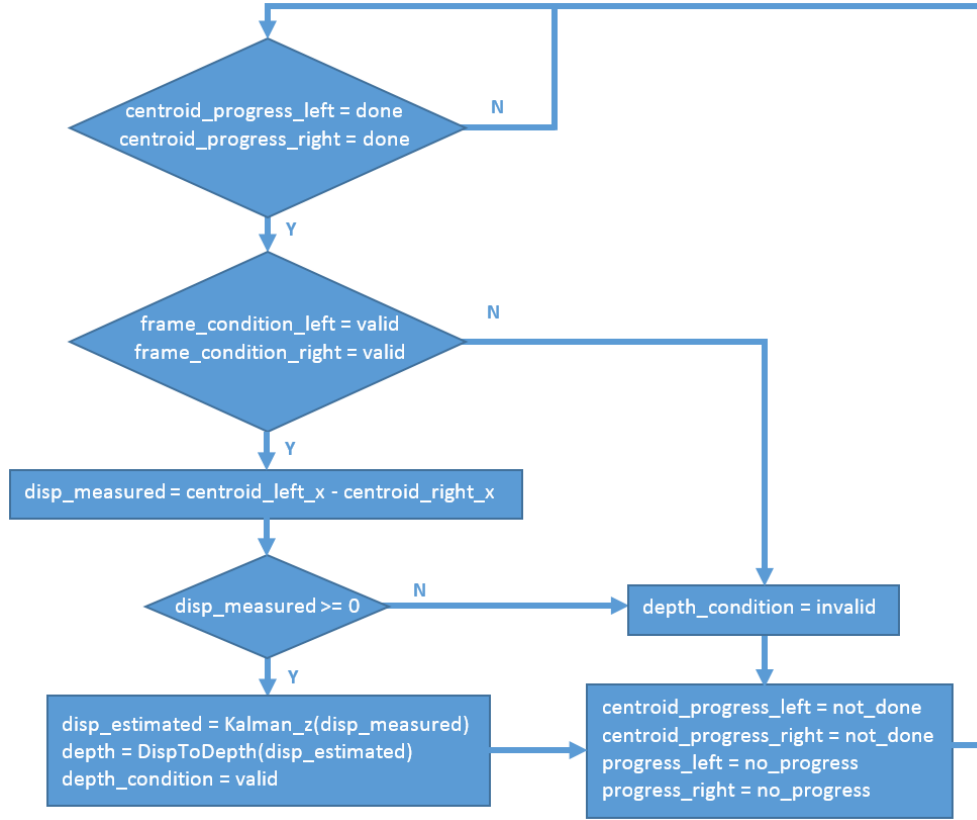 centroid_progress_left = done
centroid_progress_right = done
N
Y
frame_condition_left = valid
frame_condition_right = valid
N
Y
disp_measured = centroid_left_x - centroid_right_x
disp_measured >= 0
N
depth_condition = invalid
Y
disp_estimated = Kalman_z(disp_measured)
depth = DispToDepth(disp_estimated)
depth_condition = valid
centroid_progress_left = not_done
centroid_progress_right = not_done
progress_left = no_progress
progress_right = no_progress